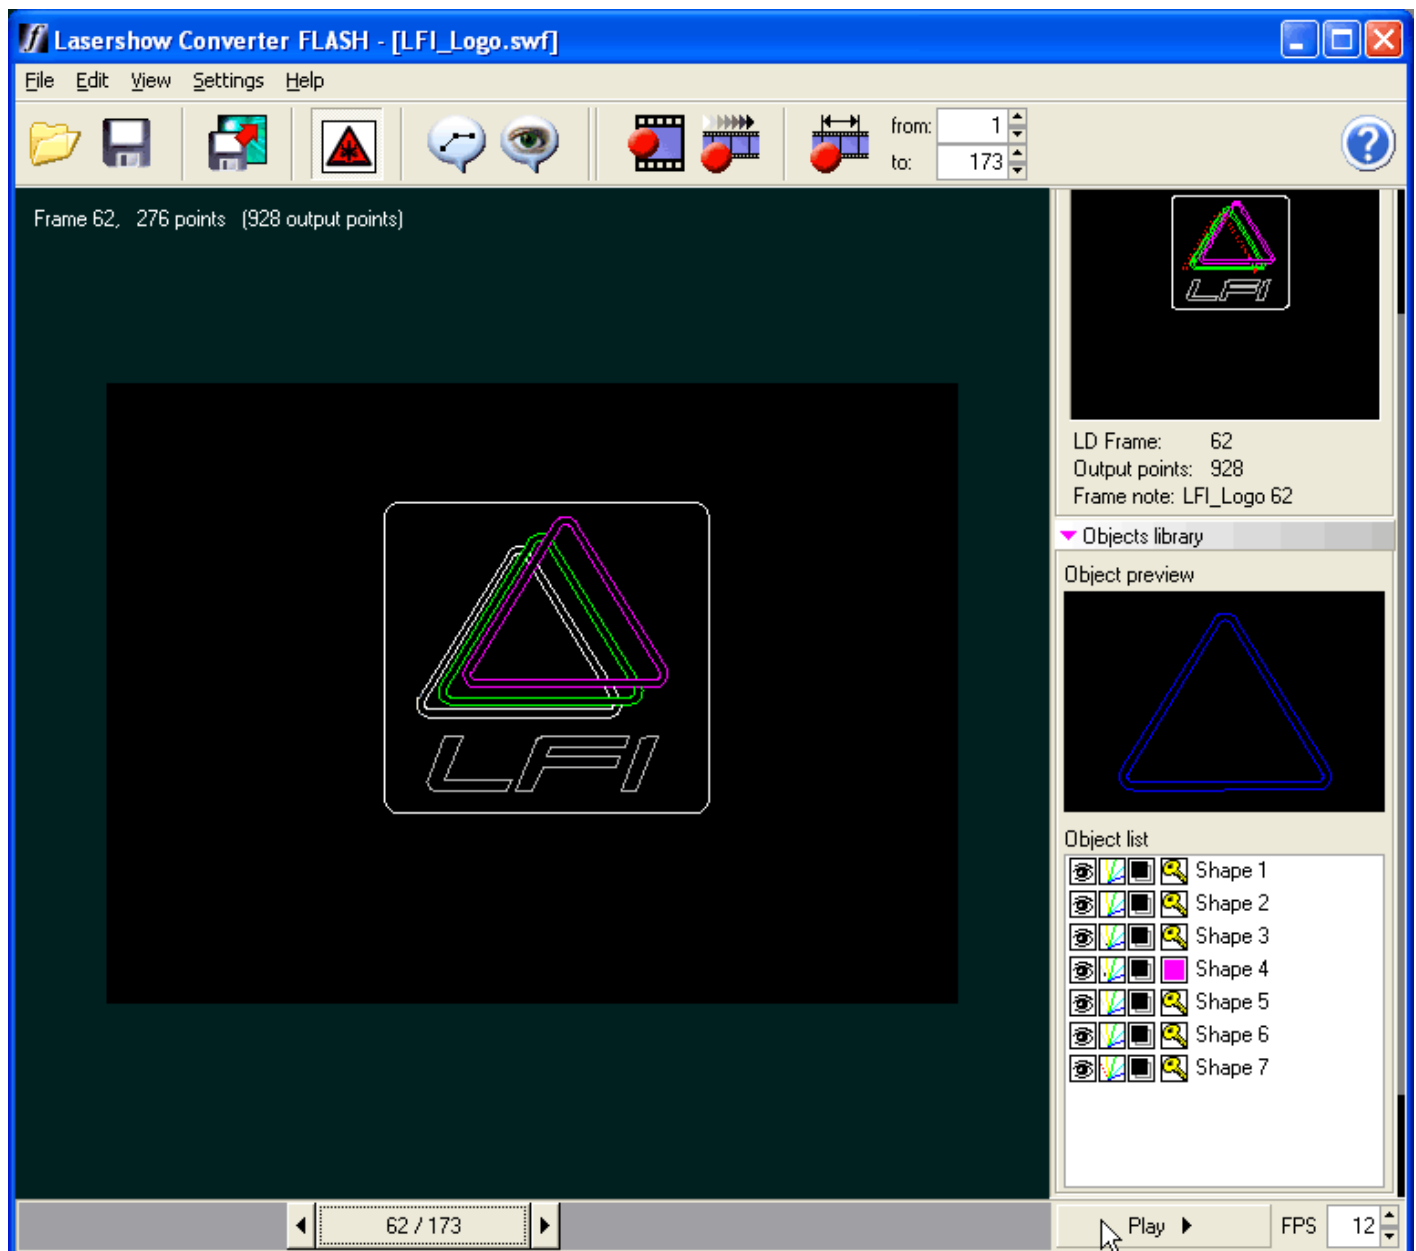 Lasershow Converter FLASH - [LFI_Logo.swf]
File Edit View Settings Help
from: 1
to: 173
Frame 62, 276 points (928 output points)
LFI
LFI
LD Frame: 62
Output points: 928
Frame note: LFI_Logo 62
Objects library
Object preview
Object list
Shape 1
Shape 2
Shape 3
Shape 4
Shape 5
Shape 6
Shape 7
62 / 173
Play
FPS 12